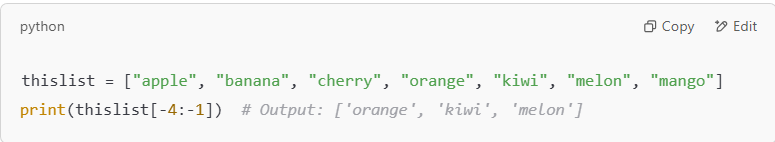 python
Copy
Edit
thislist = ["apple", "banana", "cherry", "orange", "kiwi", "melon", "mango"]
print(thislist[-4:-1])  # Output: ['orange', 'kiwi', 'melon']